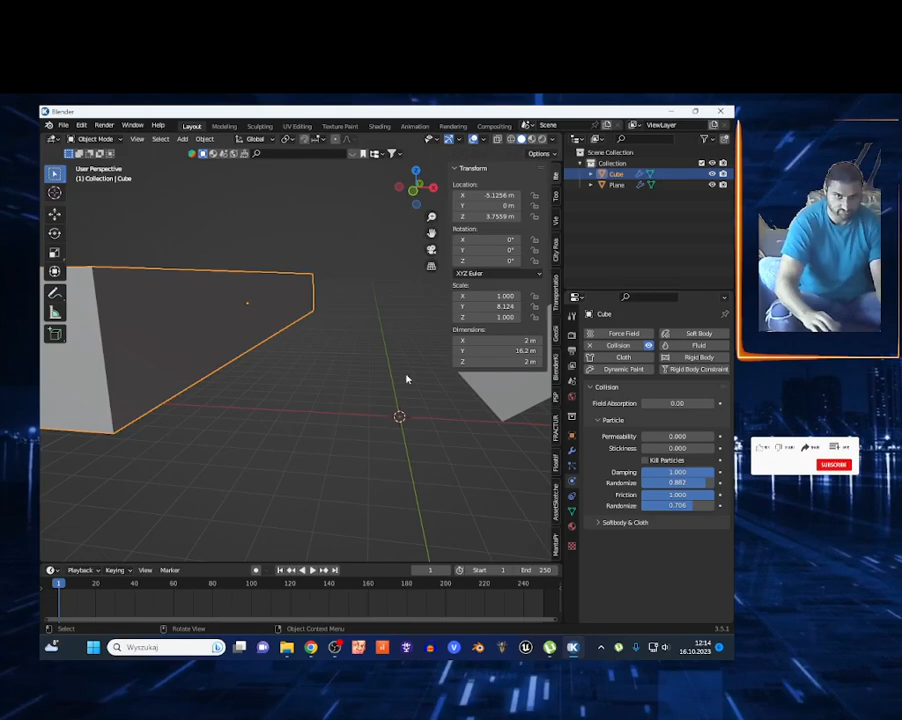 Blender
File Edit Render Window Help
Layout Modeling Sculpting UV Editing Texture Paint Shading Animation Rendering Compositing
Scene
ViewLayer
Object Mode
View Select Add Object
Global
Options
User Perspective
(1) Collection | Cube
Transform
Location:
X -5.1256 m
Y 0 m
Z 3.7559 m
Rotation:
X 0°
Y 0°
Z 0°
XYZ Euler
Scale:
X 1.000
Y 8.124
Z 1.000
Dimensions:
X 2 m
Y 16.2 m
Z 2 m
Scene Collection
Collection
Cube
Plane
Cube
Force Field Soft Body
Collision Fluid
Cloth Rigid Body
Dynamic Paint Rigid Body Constraint
Collision
Field Absorption 0.00
Particle
Permeability 0.000
Stickiness 0.000
Kill Particles
Damping 1.000
Randomize 0.882
Friction 1.000
Randomize 0.706
Softbody & Cloth
Playback Keying View Marker
1 Start 1 End 250
1 20 40 60 80 100 120 140 160 180 200 220 240
Select Rotate View Object Context Menu
3.5.1
Wyszukaj
12:14
16.10.2023
SUBSCRIBE